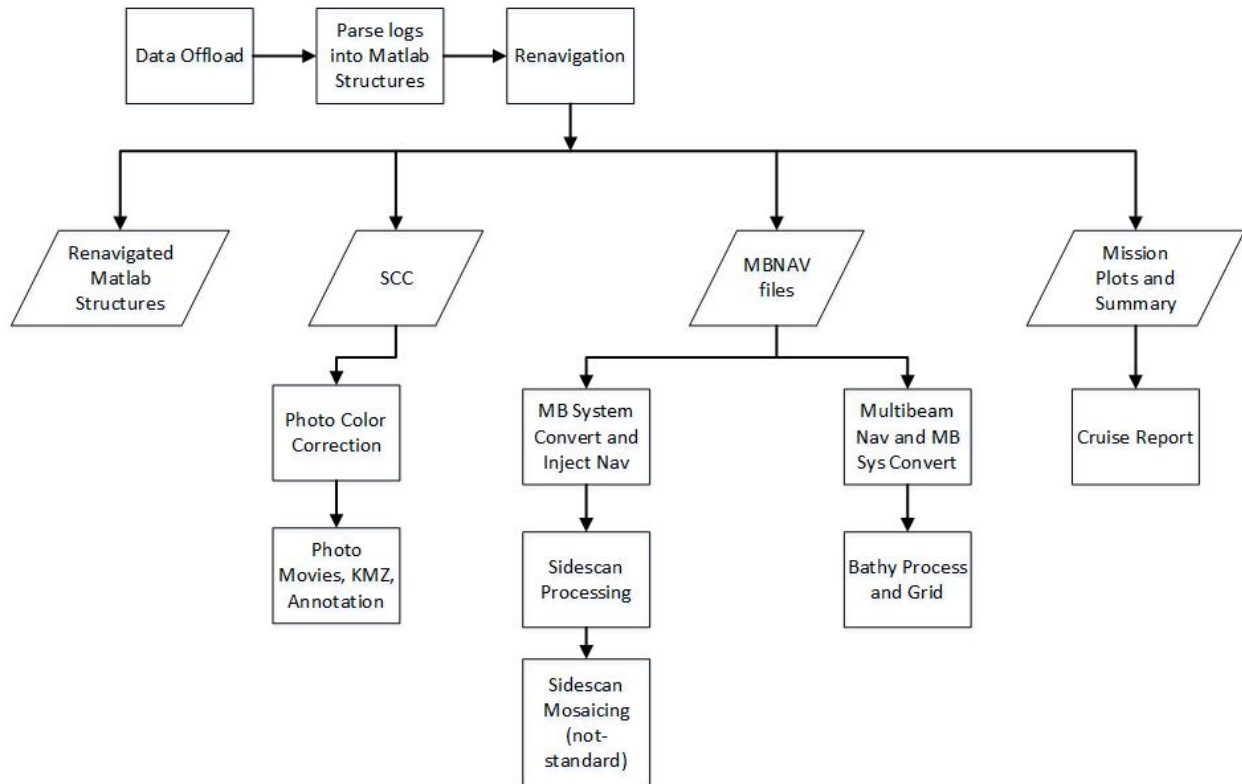 Data Offload
Parse logs
into Matlab
Structures
Renavigation
Renavigated
Matlab
Structures
SCC
MBNAV
files
Mission
Plots and
Summary
Photo Color
Correction
MB System
Convert and
Inject Nav
Multibeam
Nav and MB
Sys Convert
Cruise Report
Photo
Movies, KMZ,
Annotation
Sidescan
Processing
Bathy Process
and Grid
Sidescan
Mosaicing
(not-
standard)